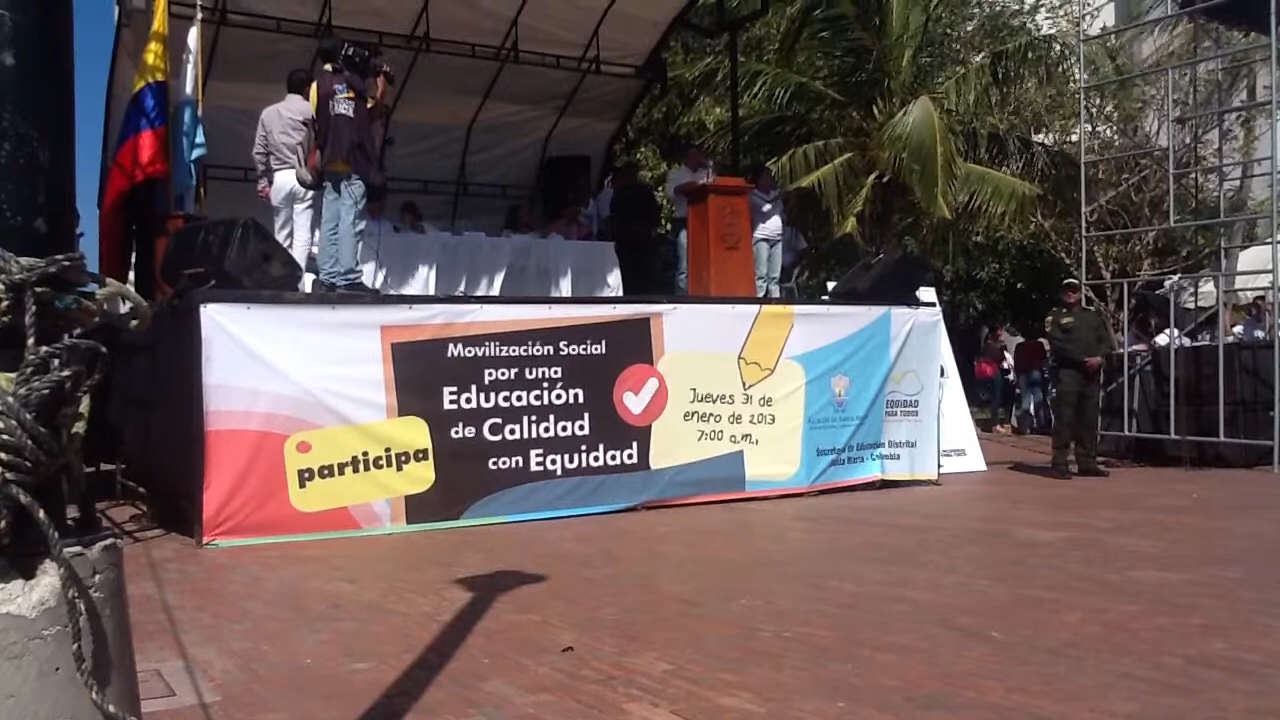 Movilización Social
por una
Educación
de Calidad
con Equidad
participa
Jueves 31 de
enero de 2013
7:00 a.m.,
EQUIDAD
PARA TODOS
Secretaría de Educación Distrital
Santa Marta - Colombia